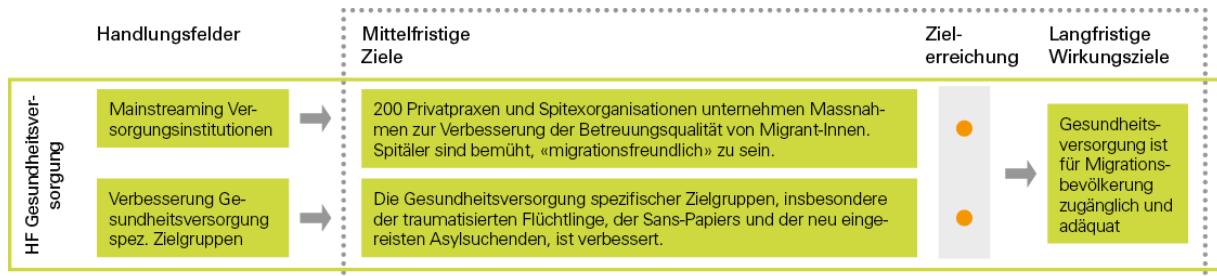 Handlungsfelder
Mittelfristige
Ziele
Ziel-
erreichung
Langfristige
Wirkungsziele
HF Gesundheitsver-
sorgung
Mainstreaming Ver-
sorgungsinstitutionen
200 Privatpraxen und Spitexorganisationen unternehmen Massnah-
men zur Verbesserung der Betreuungsqualität von Migrant-Innen.
Spitäler sind bemüht, «migrationsfreundlich» zu sein.
Verbesserung Ge-
sundheitsversorgung
spez. Zielgruppen
Die Gesundheitsversorgung spezifischer Zielgruppen, insbesondere
der traumatisierten Flüchtlinge, der Sans-Papiers und der neu einge-
reisten Asylsuchenden, ist verbessert.
Gesundheits-
versorgung ist
für Migrations-
bevölkerung
zugänglich und
adäquat